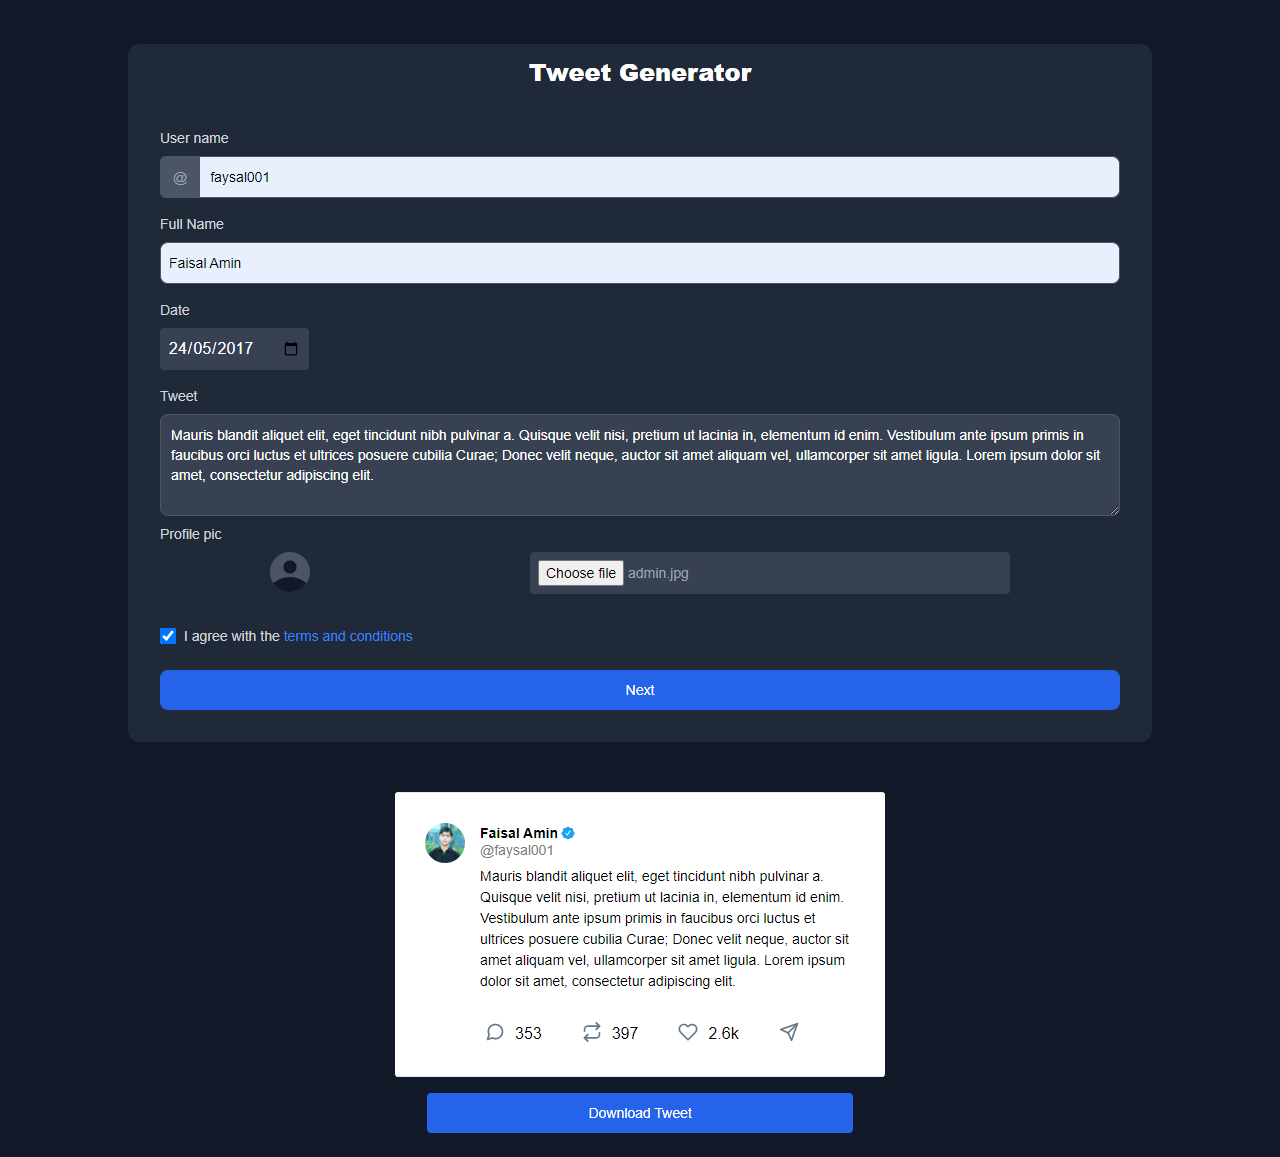 Tweet Generator
User name
@ faysal001
Full Name
Faisal Amin
Date
24/05/2017
Tweet
Mauris blandit aliquet elit, eget tincidunt nibh pulvinar a. Quisque velit nisi, pretium ut lacinia in, elementum id enim. Vestibulum ante ipsum primis in
faucibus orci luctus et ultrices posuere cubilia Curae; Donec velit neque, auctor sit amet aliquam vel, ullamcorper sit amet ligula. Lorem ipsum dolor sit
amet, consectetur adipiscing elit.
Profile pic
Choose file admin.jpg
I agree with the terms and conditions
Next
Faisal Amin
@faysal001
Mauris blandit aliquet elit, eget tincidunt nibh pulvinar a.
Quisque velit nisi, pretium ut lacinia in, elementum id enim.
Vestibulum ante ipsum primis in faucibus orci luctus et
ultrices posuere cubilia Curae; Donec velit neque, auctor sit
amet aliquam vel, ullamcorper sit amet ligula. Lorem ipsum
dolor sit amet, consectetur adipiscing elit.
353 397 2.6k
Download Tweet